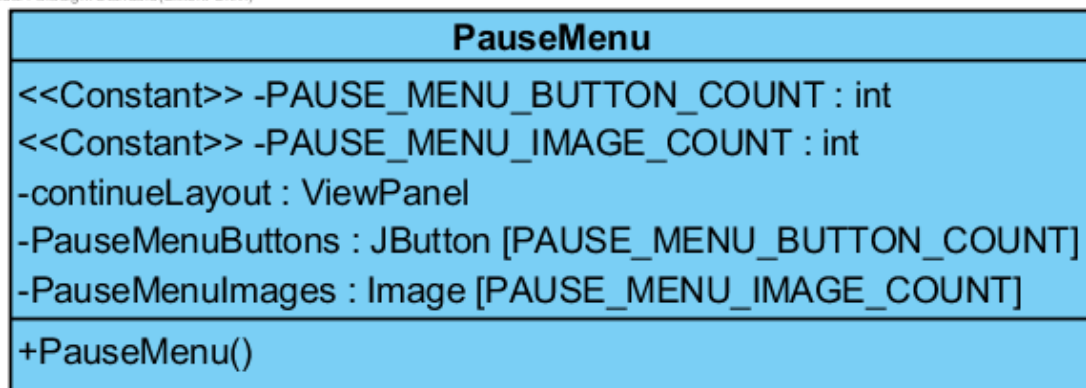 PauseMenu
<<Constant>> -PAUSE_MENU_BUTTON_COUNT : int
<<Constant>> -PAUSE_MENU_IMAGE_COUNT : int
-continueLayout : ViewPanel
-PauseMenuButtons : JButton [PAUSE_MENU_BUTTON_COUNT]
-PauseMenuImages : Image [PAUSE_MENU_IMAGE_COUNT]
+PauseMenu()